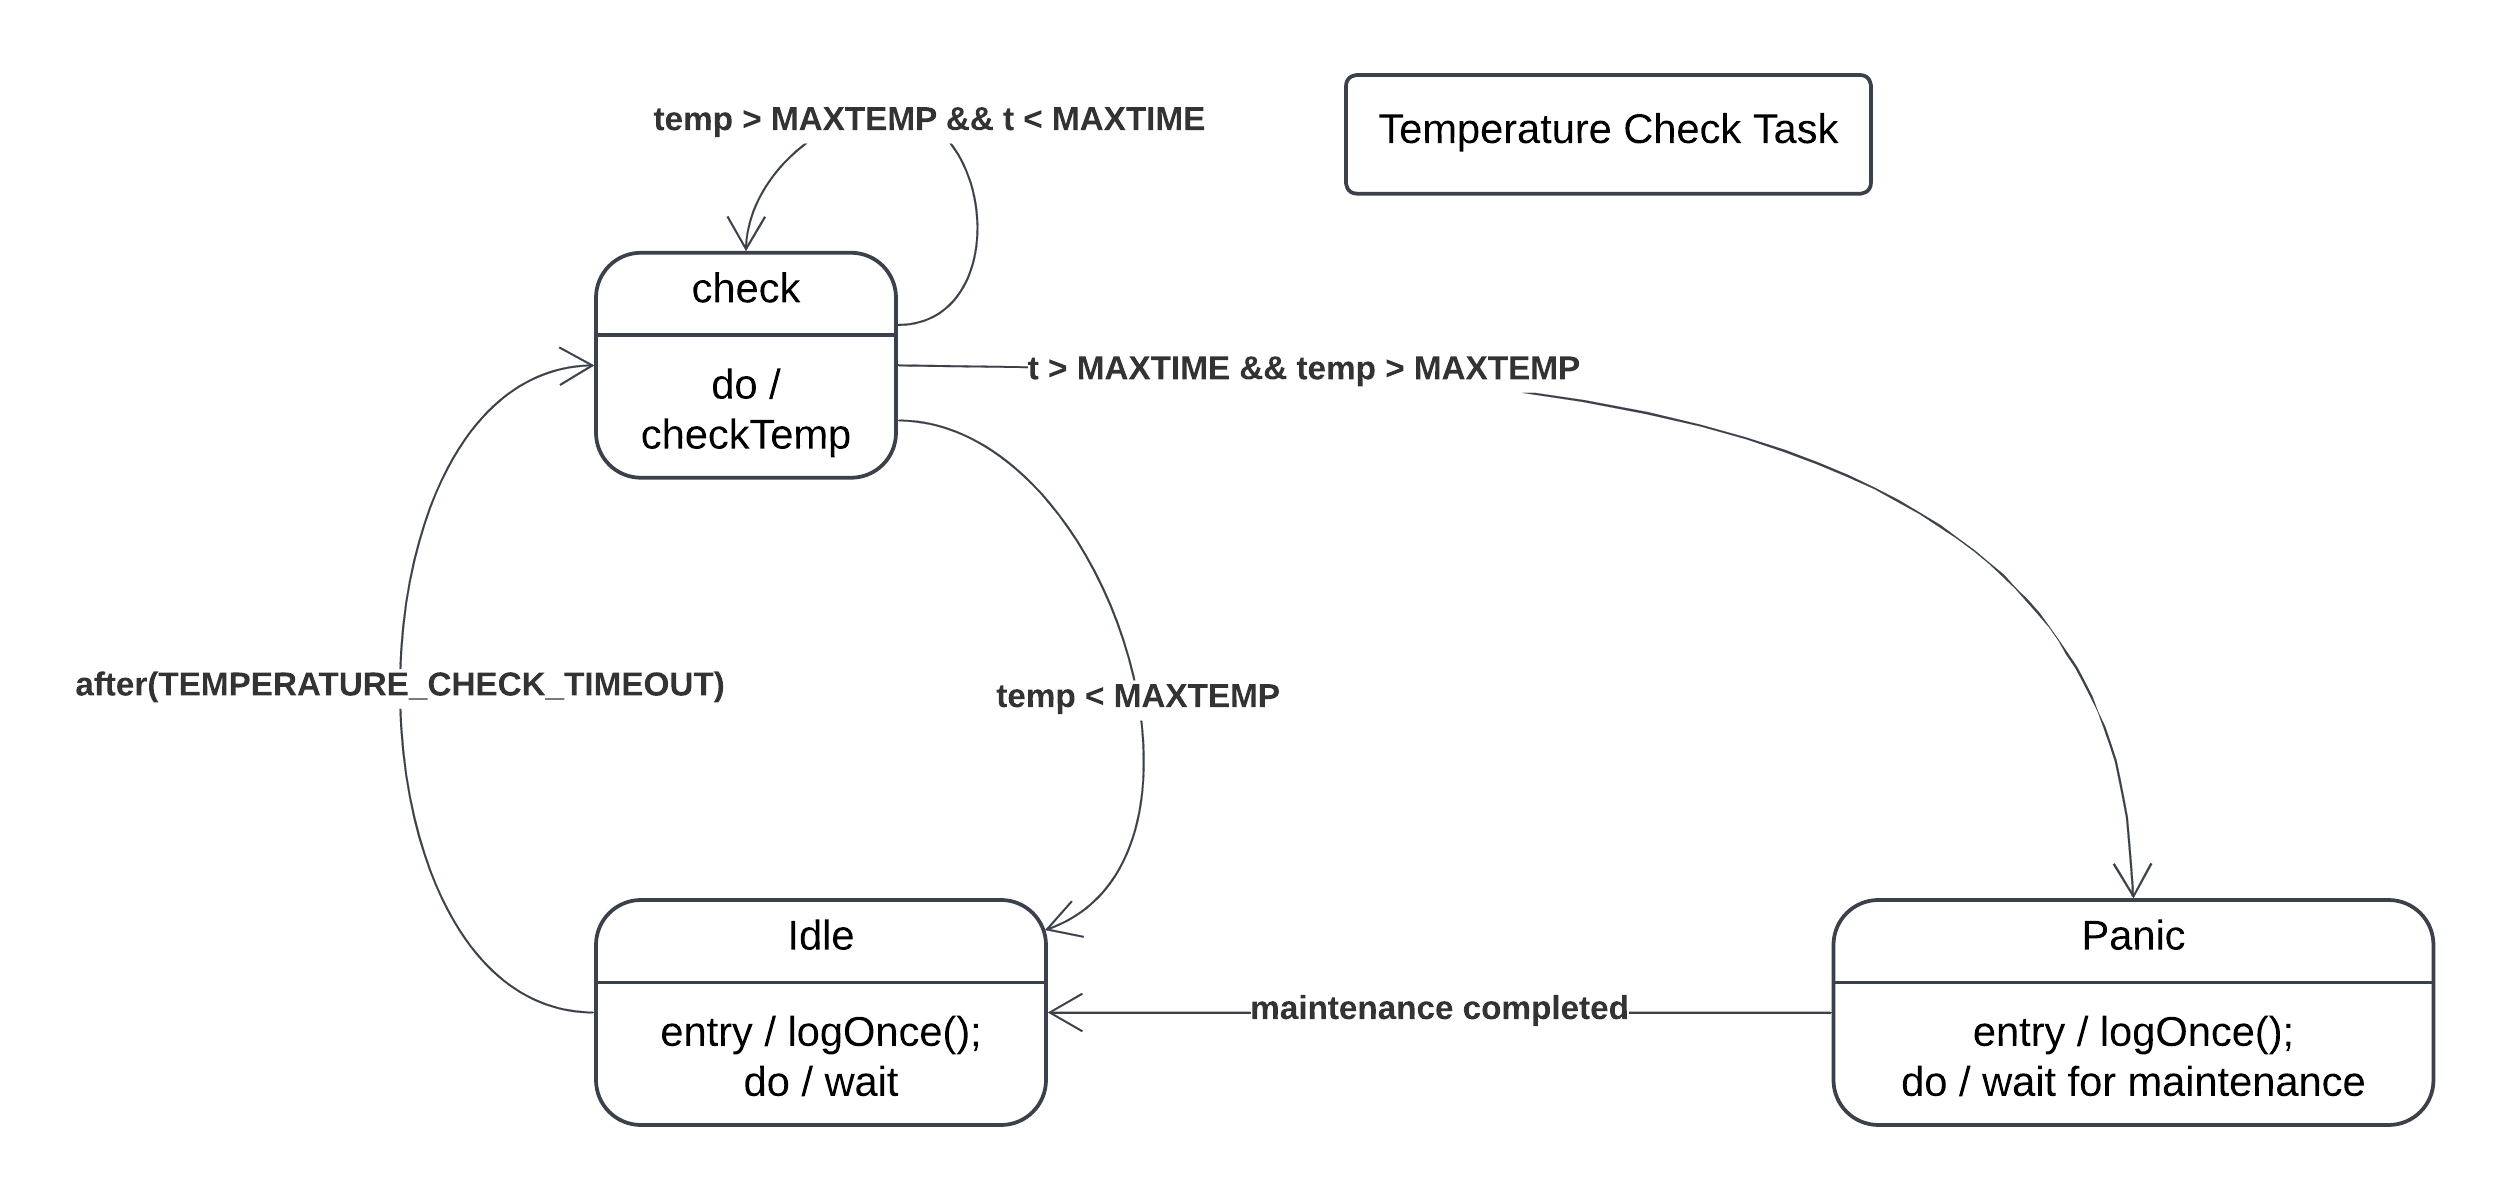 temp > MAXTEMP && t < MAXTIME
Temperature Check Task
check
do /
checkTemp
t > MAXTIME && temp > MAXTEMP
after(TEMPERATURE_CHECK_TIMEOUT)
temp < MAXTEMP
Idle
entry / logOnce();
do / wait
maintenance completed
Panic
entry / logOnce();
do / wait for maintenance